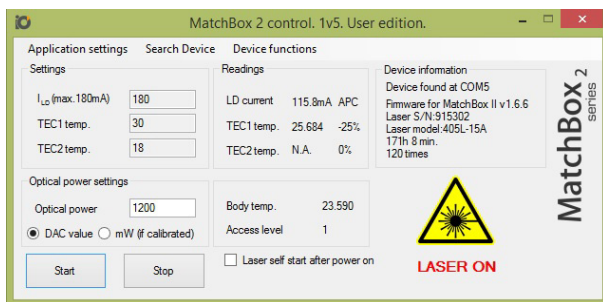 MatchBox 2 control. 1v5. User edition.
Application settings Search Device Device functions
Settings
I LD (max.180mA) 180
TEC1 temp. 30
TEC2 temp. 18
Readings
LD current 115.8mA APC
TEC1 temp. 25.684 -25%
TEC2 temp. N.A. 0%
Device information
Device found at COM5
Firmware for MatchBox II v1.6.6
Laser S/N:915302
Laser model:405L-15A
171h 8 min.
120 times
MatchBox 2
series
Optical power settings
Optical power 1200
DAC value mW (if calibrated)
Body temp. 23.590
Access level 1
Start Stop
Laser self start after power on
LASER ON